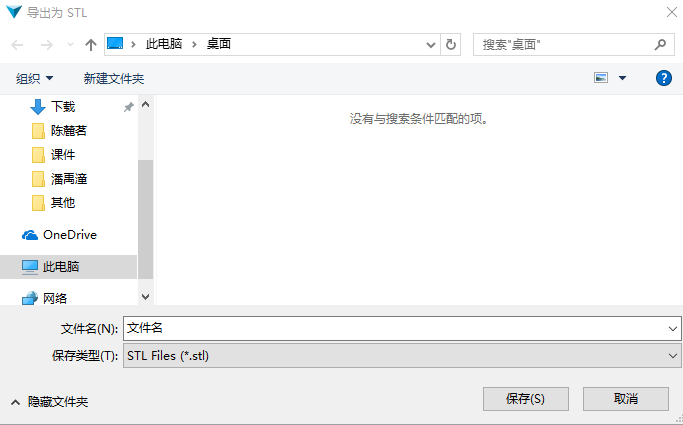 导出为 STL
此电脑 桌面
搜索"桌面"
组织 新建文件夹
下载
陈麓茗
课件
潘禹潼
其他
OneDrive
此电脑
网络
没有与搜索条件匹配的项。
文件名(N): 文件名
保存类型(T): STL Files (*.stl)
隐藏文件夹
保存(S) 取消